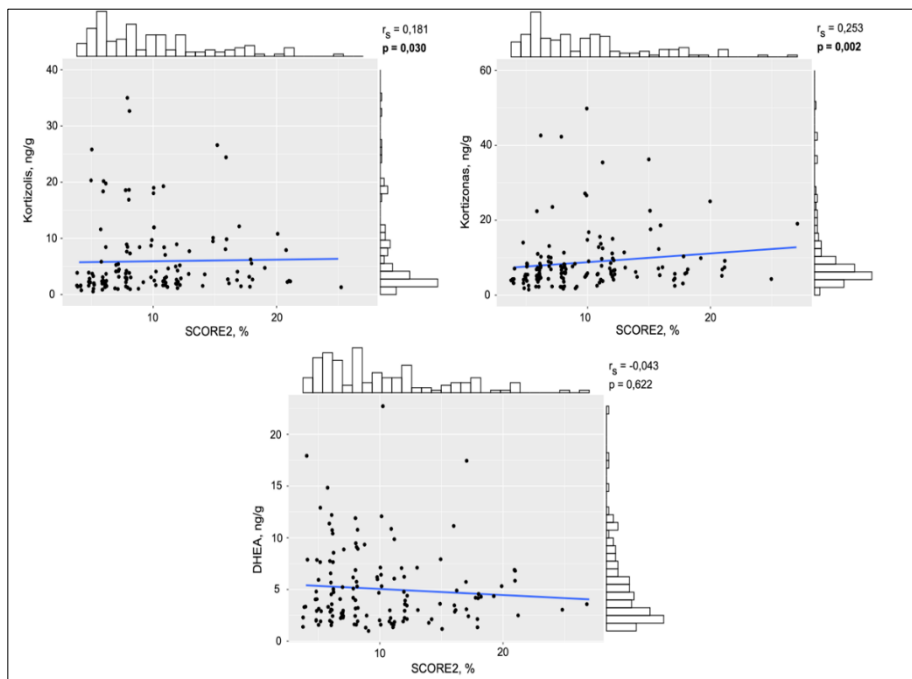 r_s = 0,181
p = 0,030
Kortizolis, ng/g
40
30
20
10
0
10
20
SCORE2, %
r_s = 0,253
p = 0,002
Kortizonas, ng/g
60
40
20
0
10
20
SCORE2, %
r_s = -0,043
p = 0,622
DHEA, ng/g
20
15
10
5
0
10
20
SCORE2, %